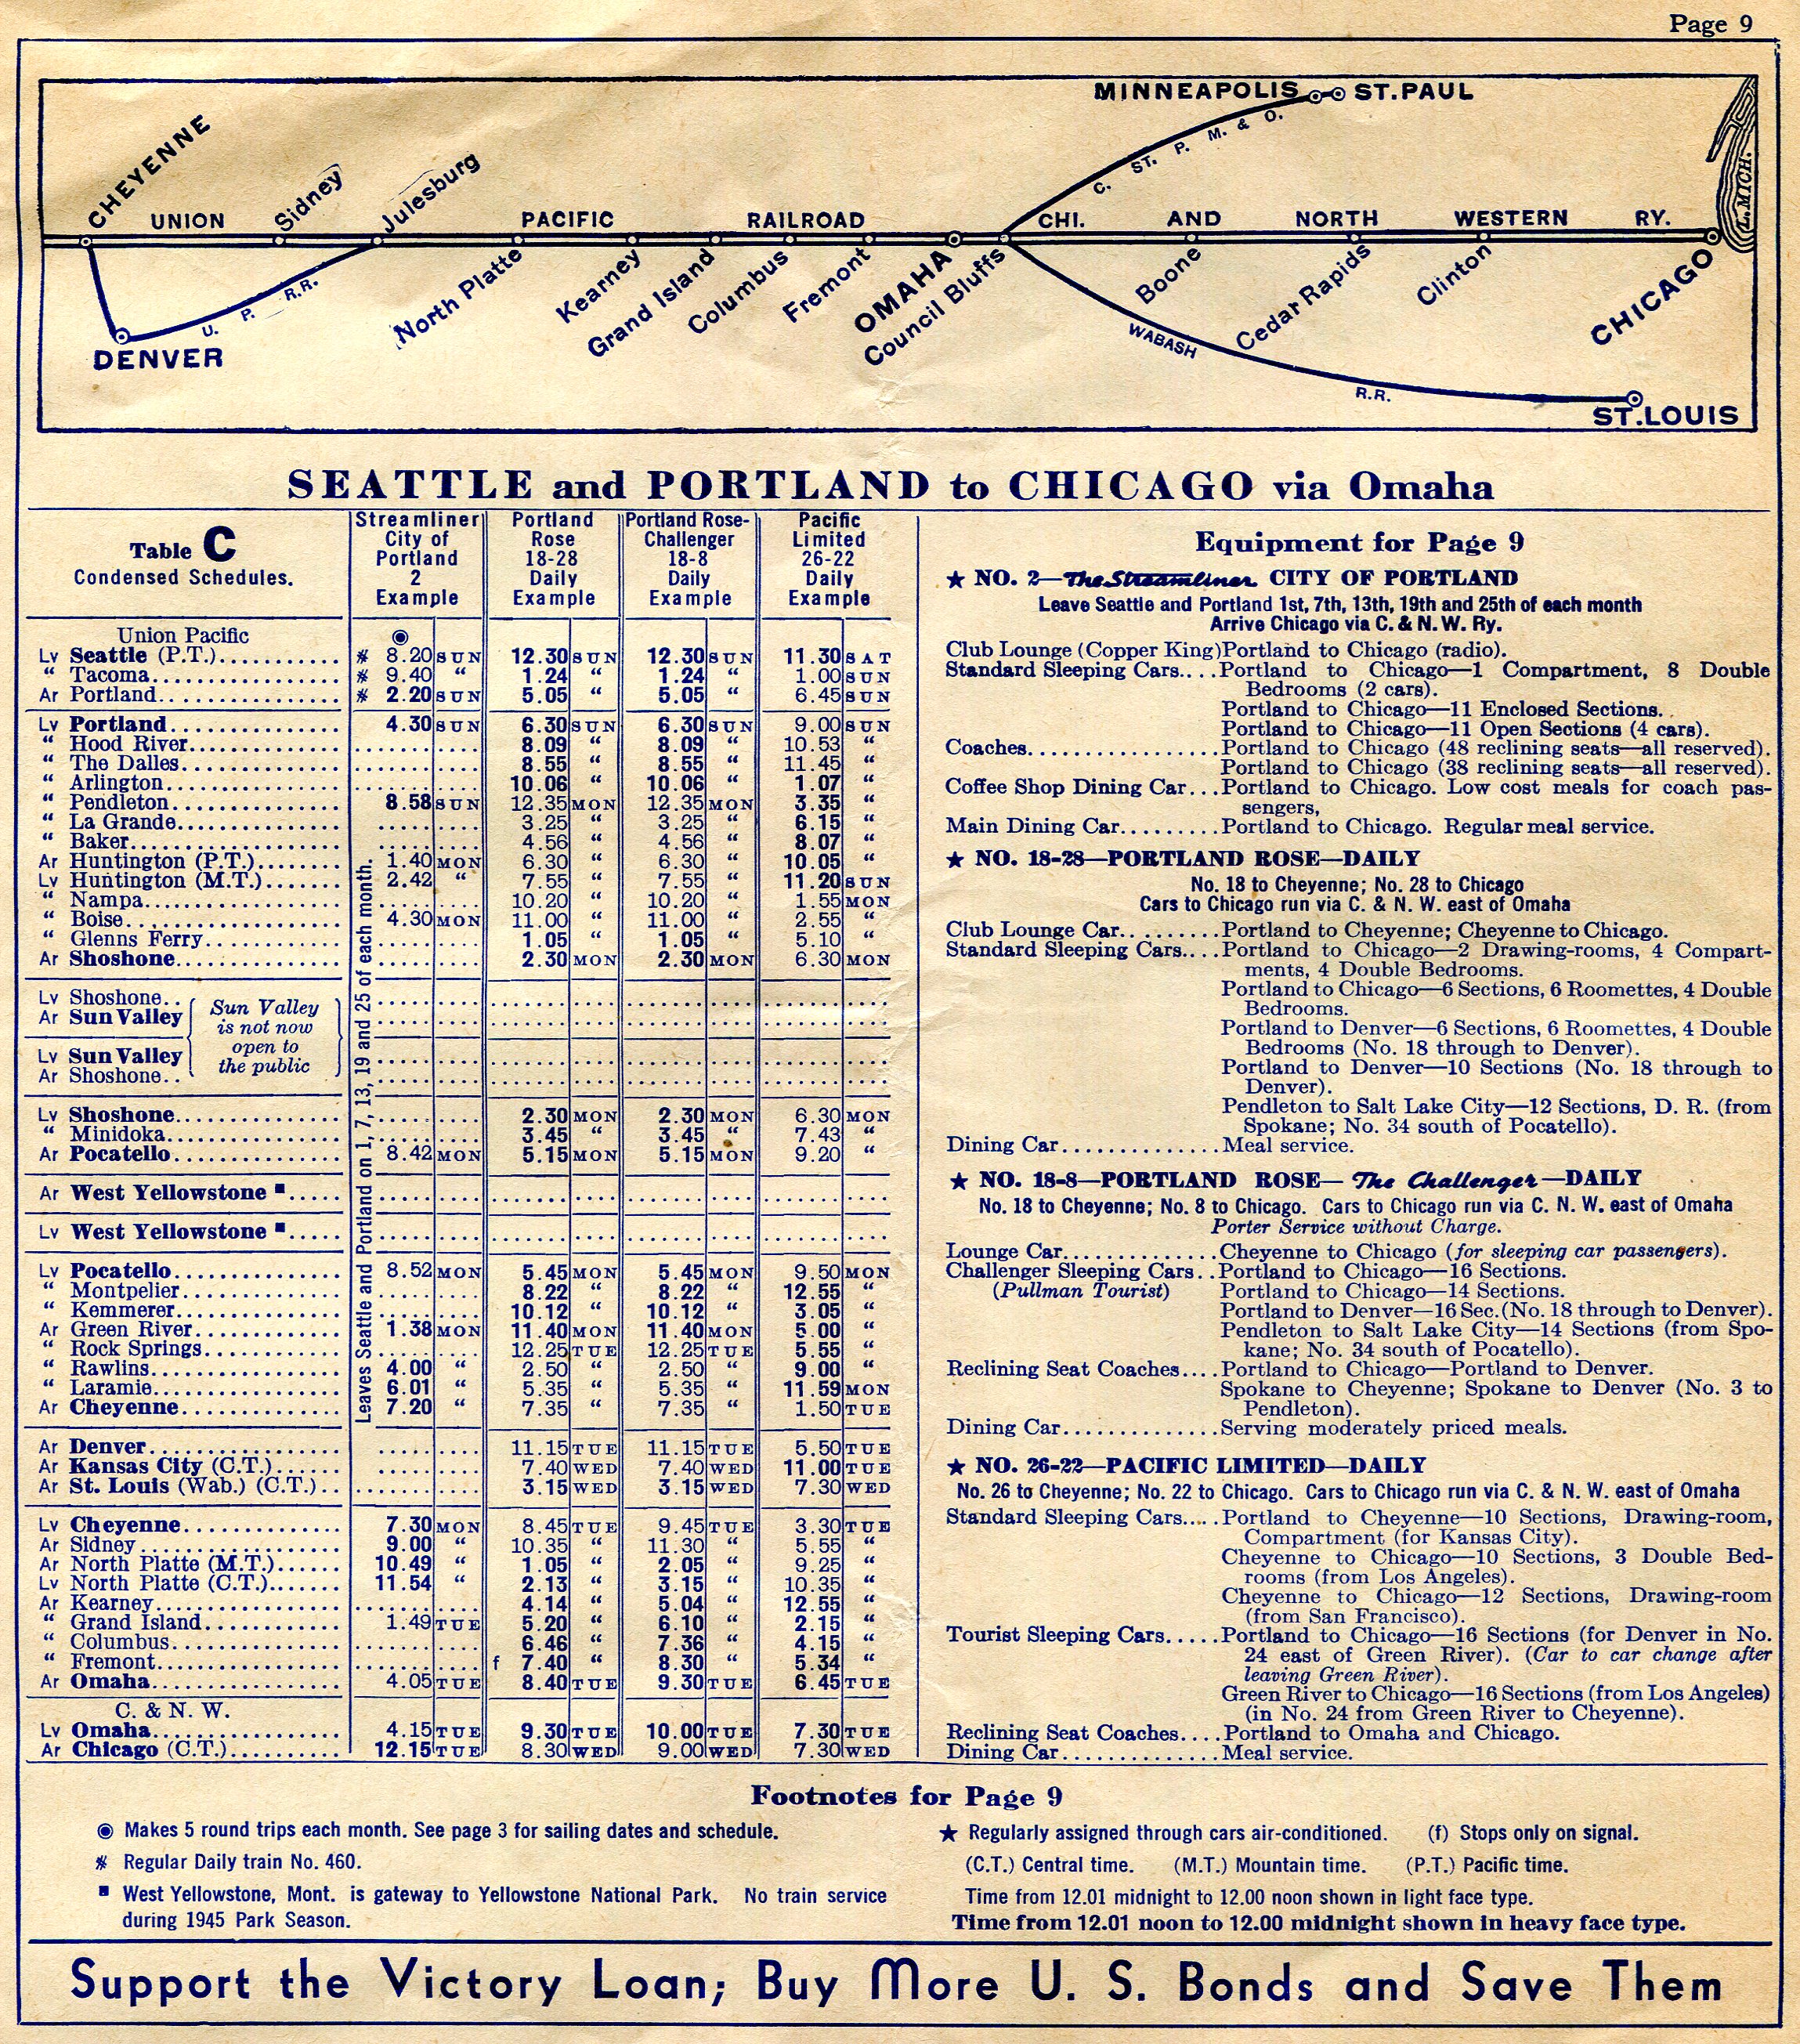 Page 9
MINNEAPOLIS ST. PAUL
C. ST. P. M. & O.
L. MICH.
CHEYENNE Sidney Julesburg
UNION PACIFIC RAILROAD CHI. AND NORTH WESTERN RY.
North Platte Kearney Grand Island Columbus Fremont OMAHA Council Bluffs Boone Cedar Rapids Clinton CHICAGO
U. P. R.R.
DENVER
WABASH R.R.
ST. LOUIS
SEATTLE and PORTLAND to CHICAGO via Omaha
Table C
Condensed Schedules.
Streamliner City of Portland 2 Example
Portland Rose 18-28 Daily Example
Portland Rose-Challenger 18-8 Daily Example
Pacific Limited 26-22 Daily Example
Leaves Seattle and Portland on 1, 7, 13, 19 and 25 of each month.
Union Pacific ◉
Lv Seattle (P.T.)........... # 8.20 SUN 12.30 SUN 12.30 SUN 11.30 SAT
“ Tacoma................... # 9.40 “ 1.24 “ 1.24 “ 1.00 SUN
Ar Portland................. # 2.20 SUN 5.05 “ 5.05 “ 6.45 SUN
Lv Portland................ 4.30 SUN 6.30 SUN 6.30 SUN 9.00 SUN
“ Hood River............... ........ 8.09 “ 8.09 “ 10.53 “
“ The Dalles................ ........ 8.55 “ 8.55 “ 11.45 “
“ Arlington................. ........ 10.06 “ 10.06 “ 1.07 “
“ Pendleton................ 8.58 SUN 12.35 MON 12.35 MON 3.35 “
“ La Grande................ ........ 3.25 “ 3.25 “ 6.15 “
“ Baker..................... ........ 4.56 “ 4.56 “ 8.07 “
Ar Huntington (P.T.)........ 1.40 MON 6.30 “ 6.30 “ 10.05 “
Lv Huntington (M.T.)....... 2.42 “ 7.55 “ 7.55 “ 11.20 SUN
“ Nampa................... ........ 10.20 “ 10.20 “ 1.55 MON
“ Boise..................... 4.30 MON 11.00 “ 11.00 “ 2.55 “
“ Glenns Ferry............. ........ 1.05 “ 1.05 “ 5.10 “
Ar Shoshone................ ........ 2.30 MON 2.30 MON 6.30 MON
Lv Shoshone..
Ar Sun Valley
Lv Sun Valley
Ar Shoshone..
Sun Valley is not now open to the public
Lv Shoshone................ ........ 2.30 MON 2.30 MON 6.30 MON
“ Minidoka................. ........ 3.45 “ 3.45 “ 7.43 “
Ar Pocatello................ 8.42 MON 5.15 MON 5.15 MON 9.20 “
Ar West Yellowstone ■.....
Lv West Yellowstone ■.....
Lv Pocatello................ 8.52 MON 5.45 MON 5.45 MON 9.50 MON
“ Montpelier............... ........ 8.22 “ 8.22 “ 12.55 “
“ Kemmerer................ ........ 10.12 “ 10.12 “ 3.05 “
Ar Green River.............. 1.38 MON 11.40 MON 11.40 MON 5.00 “
“ Rock Springs............. ........ 12.25 TUE 12.25 TUE 5.55 “
“ Rawlins.................. 4.00 “ 2.50 “ 2.50 “ 9.00 “
“ Laramie.................. 6.01 “ 5.35 “ 5.35 “ 11.59 MON
Ar Cheyenne................ 7.20 “ 7.35 “ 7.35 “ 1.50 TUE
Ar Denver................... ........ 11.15 TUE 11.15 TUE 5.50 TUE
Ar Kansas City (C.T.)...... ........ 7.40 WED 7.40 WED 11.00 TUE
Ar St. Louis (Wab.) (C.T.).. ........ 3.15 WED 3.15 WED 7.30 WED
Lv Cheyenne................ 7.30 MON 8.45 TUE 9.45 TUE 3.30 TUE
Ar Sidney................... 9.00 “ 10.35 “ 11.30 “ 5.55 “
Ar North Platte (M.T.)...... 10.49 “ 1.05 “ 2.05 “ 9.25 “
Lv North Platte (C.T.)....... 11.54 “ 2.13 “ 3.15 “ 10.35 “
Ar Kearney.................. ........ 4.14 “ 5.04 “ 12.55 “
“ Grand Island.............. 1.49 TUE 5.20 “ 6.10 “ 2.15 “
“ Columbus................. ........ 6.46 “ 7.36 “ 4.15 “
“ Fremont.................. ........ f 7.40 “ 8.30 “ 5.34 “
Ar Omaha................... 4.05 TUE 8.40 TUE 9.30 TUE 6.45 TUE
C. & N. W.
Lv Omaha................... 4.15 TUE 9.30 TUE 10.00 TUE 7.30 TUE
Ar Chicago (C.T.).......... 12.15 TUE 8.30 WED 9.00 WED 7.30 WED
Equipment for Page 9
★ NO. 2—The Streamliner CITY OF PORTLAND
Leave Seattle and Portland 1st, 7th, 13th, 19th and 25th of each month
Arrive Chicago via C. & N. W. Ry.
Club Lounge (Copper King) Portland to Chicago (radio).
Standard Sleeping Cars....Portland to Chicago—1 Compartment, 8 Double
Bedrooms (2 cars).
Portland to Chicago—11 Enclosed Sections.
Portland to Chicago—11 Open Sections (4 cars).
Coaches....................Portland to Chicago (48 reclining seats—all reserved).
Portland to Chicago (38 reclining seats—all reserved).
Coffee Shop Dining Car...Portland to Chicago. Low cost meals for coach pas-
sengers,
Main Dining Car.........Portland to Chicago. Regular meal service.
★ NO. 18-28—PORTLAND ROSE—DAILY
No. 18 to Cheyenne; No. 28 to Chicago
Cars to Chicago run via C. & N. W. east of Omaha
Club Lounge Car.........Portland to Cheyenne; Cheyenne to Chicago.
Standard Sleeping Cars....Portland to Chicago—2 Drawing-rooms, 4 Compart-
ments, 4 Double Bedrooms.
Portland to Chicago—6 Sections, 6 Roomettes, 4 Double
Bedrooms.
Portland to Denver—6 Sections, 6 Roomettes, 4 Double
Bedrooms (No. 18 through to Denver).
Portland to Denver—10 Sections (No. 18 through to
Denver).
Pendleton to Salt Lake City—12 Sections, D. R. (from
Spokane; No. 34 south of Pocatello).
Dining Car..............Meal service.
★ NO. 18-8—PORTLAND ROSE— The Challenger —DAILY
No. 18 to Cheyenne; No. 8 to Chicago. Cars to Chicago run via C. N. W. east of Omaha
Porter Service without Charge.
Lounge Car..............Cheyenne to Chicago (for sleeping car passengers).
Challenger Sleeping Cars..Portland to Chicago—16 Sections.
(Pullman Tourist) Portland to Chicago—14 Sections.
Portland to Denver—16 Sec. (No. 18 through to Denver).
Pendleton to Salt Lake City—14 Sections (from Spo-
kane; No. 34 south of Pocatello).
Reclining Seat Coaches....Portland to Chicago—Portland to Denver.
Spokane to Cheyenne; Spokane to Denver (No. 3 to
Pendleton).
Dining Car..............Serving moderately priced meals.
★ NO. 26-22—PACIFIC LIMITED—DAILY
No. 26 to Cheyenne; No. 22 to Chicago. Cars to Chicago run via C. & N. W. east of Omaha
Standard Sleeping Cars.....Portland to Cheyenne—10 Sections, Drawing-room,
Compartment (for Kansas City).
Cheyenne to Chicago—10 Sections, 3 Double Bed-
rooms (from Los Angeles).
Cheyenne to Chicago—12 Sections, Drawing-room
(from San Francisco).
Tourist Sleeping Cars.....Portland to Chicago—16 Sections (for Denver in No.
24 east of Green River). (Car to car change after
leaving Green River).
Green River to Chicago—16 Sections (from Los Angeles)
(in No. 24 from Green River to Cheyenne).
Reclining Seat Coaches....Portland to Omaha and Chicago.
Dining Car..............Meal service.
Footnotes for Page 9
◉ Makes 5 round trips each month. See page 3 for sailing dates and schedule.
# Regular Daily train No. 460.
■ West Yellowstone, Mont. is gateway to Yellowstone National Park. No train service
during 1945 Park Season.
★ Regularly assigned through cars air-conditioned. (f) Stops only on signal.
(C.T.) Central time. (M.T.) Mountain time. (P.T.) Pacific time.
Time from 12.01 midnight to 12.00 noon shown in light face type.
Time from 12.01 noon to 12.00 midnight shown in heavy face type.
Support the Victory Loan; Buy More U. S. Bonds and Save Them